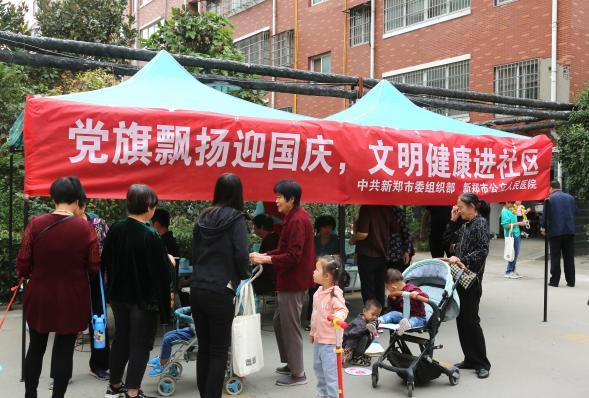 党旗飘扬迎国庆，文明健康进社区
中共新郑市委组织部 新郑市公立人民医院